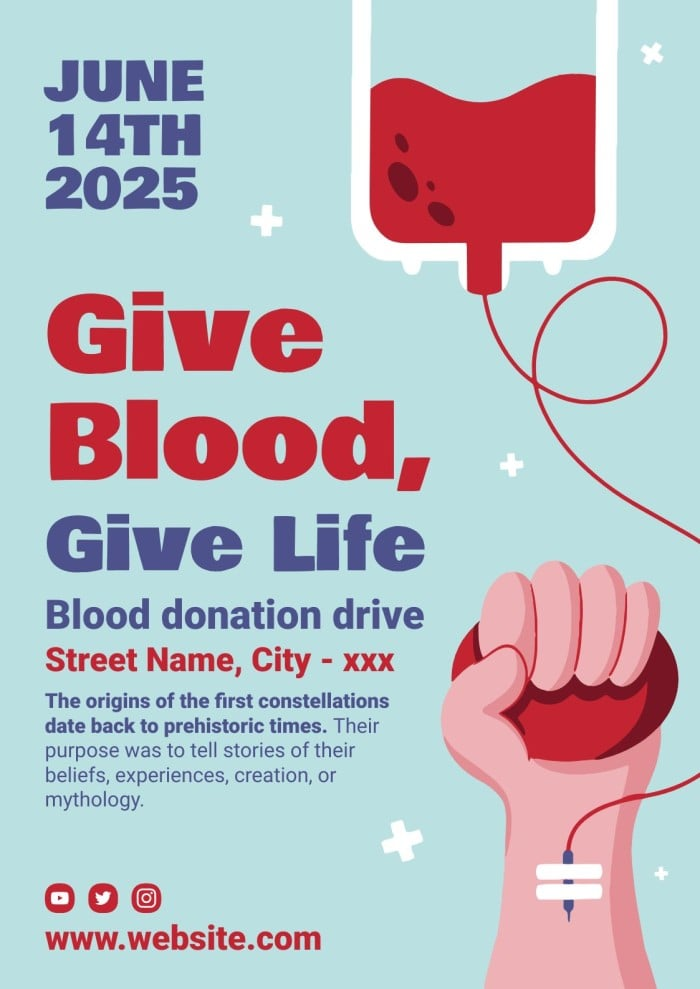 JUNE
14TH
2025
Give
Blood,
Give Life
Blood donation drive
Street Name, City - xxx
The origins of the first constellations
date back to prehistoric times. Their
purpose was to tell stories of their
beliefs, experiences, creation, or
mythology.
www.website.com